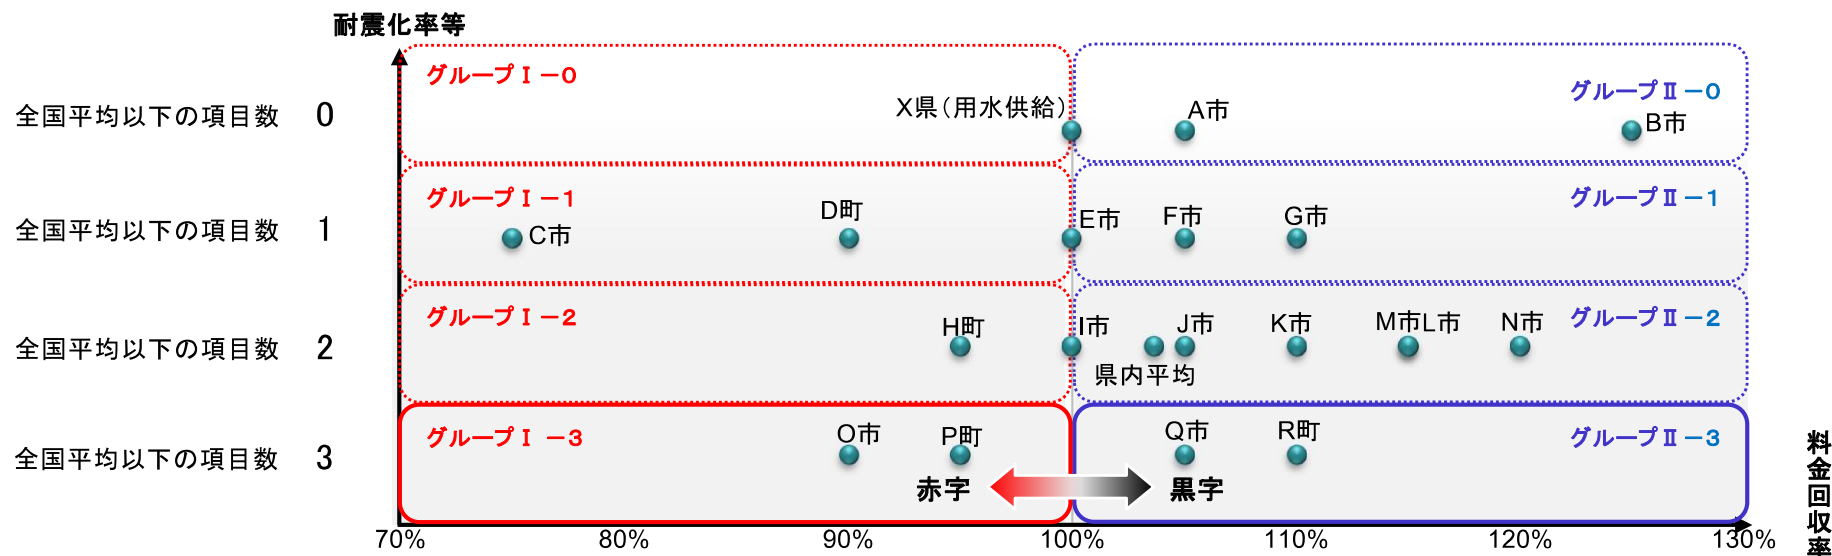 耐震化率等
グループⅠ－0
グループⅡ－0
全国平均以下の項目数 0
X県（用水供給）
A市
B市
グループⅠ－1
グループⅡ－1
全国平均以下の項目数 1
C市
D町
E市
F市
G市
グループⅠ－2
グループⅡ－2
全国平均以下の項目数 2
H町
I市
県内平均
J市
K市
M市L市
N市
グループⅠ－3
グループⅡ－3
全国平均以下の項目数 3
O市
P町
Q市
R町
赤字
黒字
70%
80%
90%
100%
110%
120%
130%
料金回収率